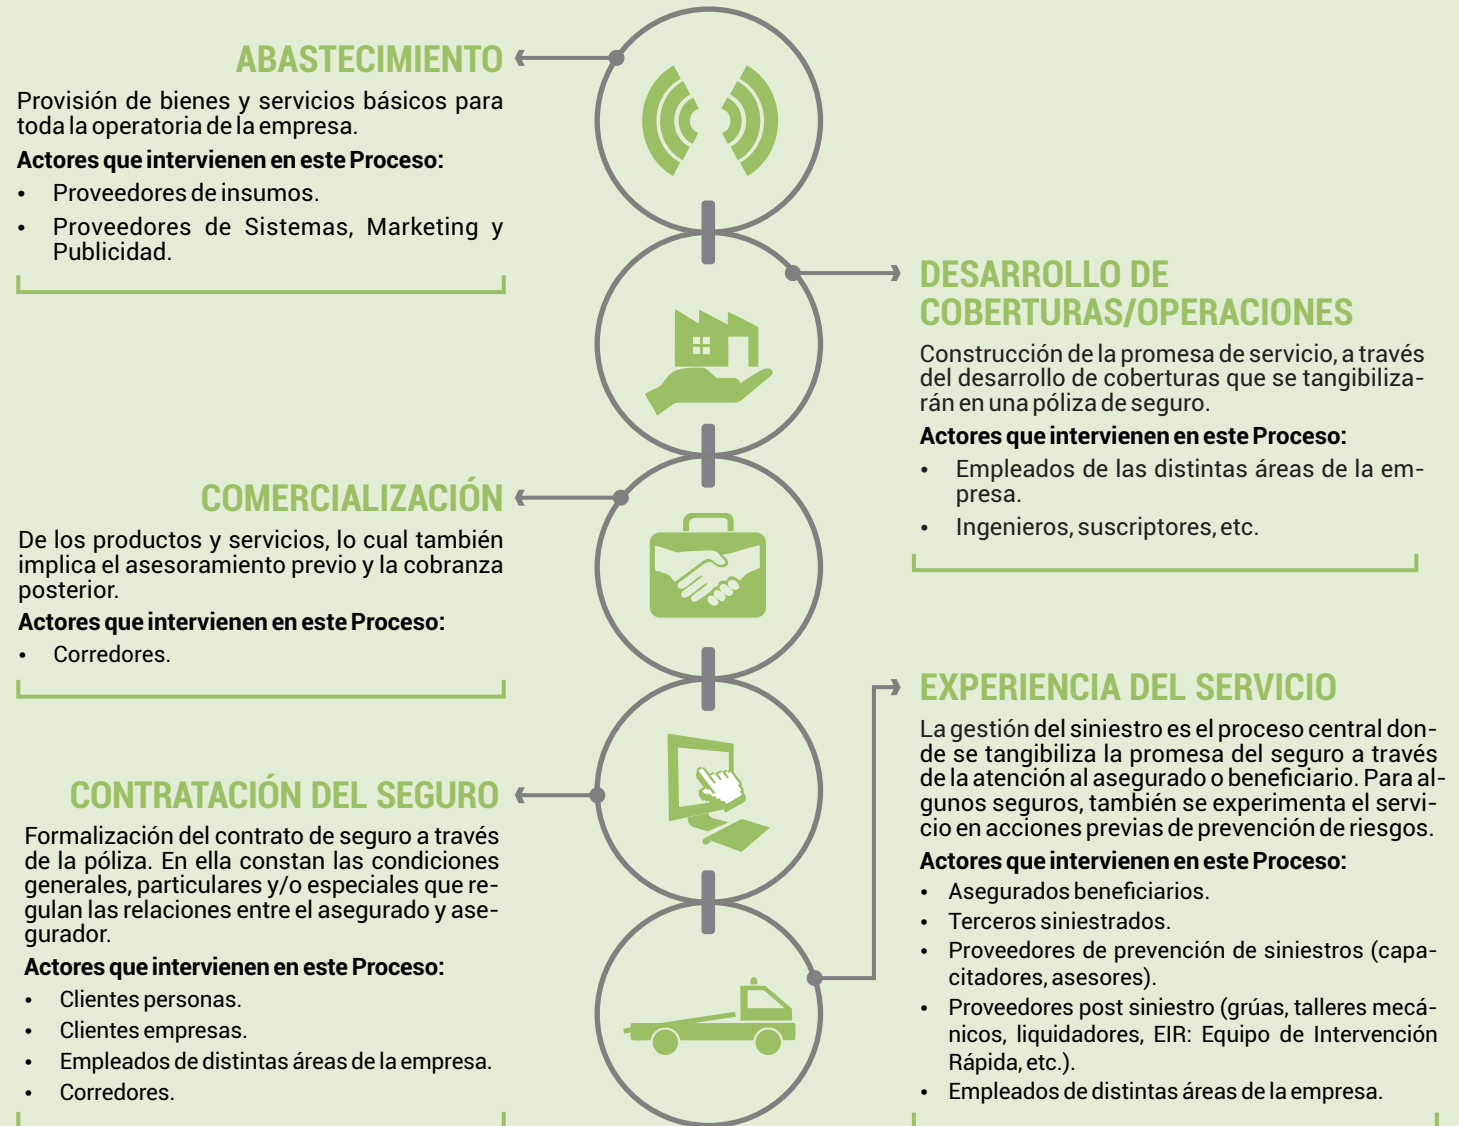 ABASTECIMIENTO
Provisión de bienes y servicios básicos para
toda la operatoria de la empresa.
Actores que intervienen en este Proceso:
• Proveedores de insumos.
• Proveedores de Sistemas, Marketing y
Publicidad.
DESARROLLO DE
COBERTURAS/OPERACIONES
Construcción de la promesa de servicio, a través
del desarrollo de coberturas que se tangibiliza-
rán en una póliza de seguro.
Actores que intervienen en este Proceso:
• Empleados de las distintas áreas de la em-
presa.
• Ingenieros, suscriptores, etc.
COMERCIALIZACIÓN
De los productos y servicios, lo cual también
implica el asesoramiento previo y la cobranza
posterior.
Actores que intervienen en este Proceso:
• Corredores.
CONTRATACIÓN DEL SEGURO
Formalización del contrato de seguro a través
de la póliza. En ella constan las condiciones
generales, particulares y/o especiales que re-
gulan las relaciones entre el asegurado y ase-
gurador.
Actores que intervienen en este Proceso:
• Clientes personas.
• Clientes empresas.
• Empleados de distintas áreas de la empresa.
• Corredores.
EXPERIENCIA DEL SERVICIO
La gestión del siniestro es el proceso central don-
de se tangibiliza la promesa del seguro a través
de la atención al asegurado o beneficiario. Para al-
gunos seguros, también se experimenta el servi-
cio en acciones previas de prevención de riesgos.
Actores que intervienen en este Proceso:
• Asegurados beneficiarios.
• Terceros siniestrados.
• Proveedores de prevención de siniestros (capa-
citadores, asesores).
• Proveedores post siniestro (grúas, talleres mecá-
nicos, liquidadores, EIR: Equipo de Intervención
Rápida, etc.).
• Empleados de distintas áreas de la empresa.